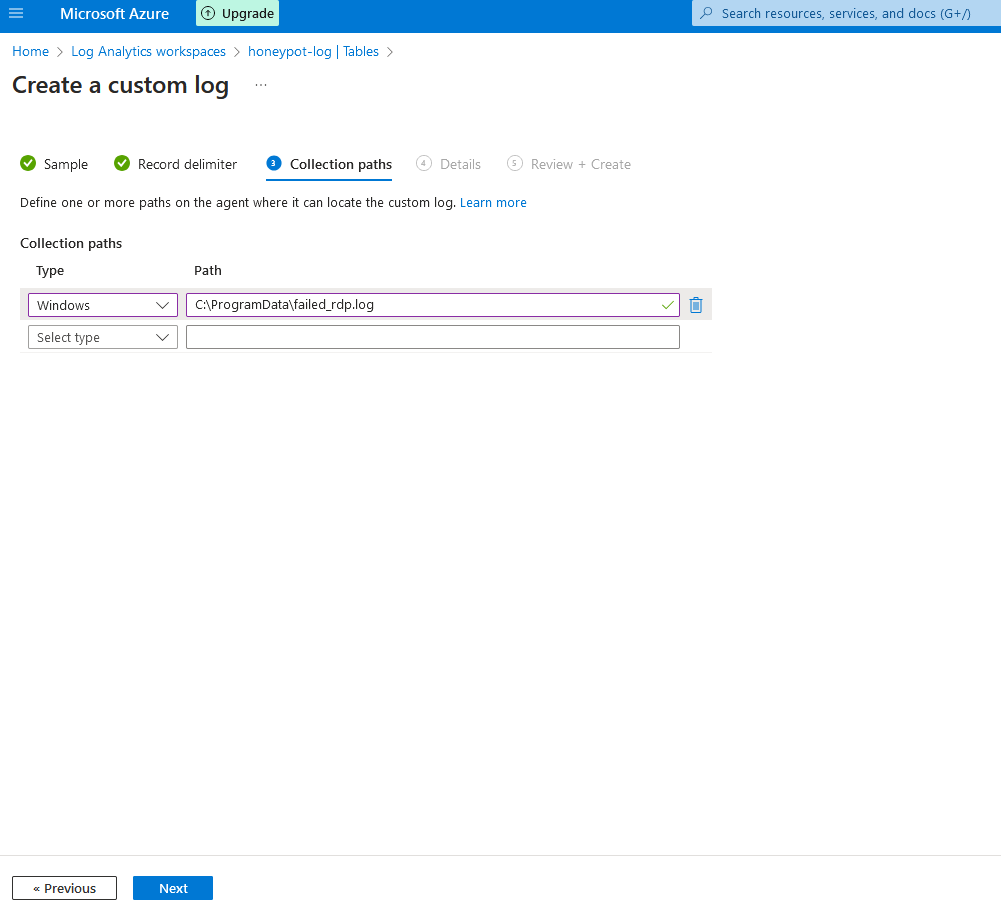 Microsoft Azure Upgrade Search resources, services, and docs (G+/)
Home > Log Analytics workspaces > honeypot-log | Tables >
Create a custom log ...
Sample Record delimiter 3 Collection paths 4 Details 5 Review + Create
Define one or more paths on the agent where it can locate the custom log. Learn more
Collection paths
Type Path
Windows C:\ProgramData\failed_rdp.log
Select type
« Previous Next